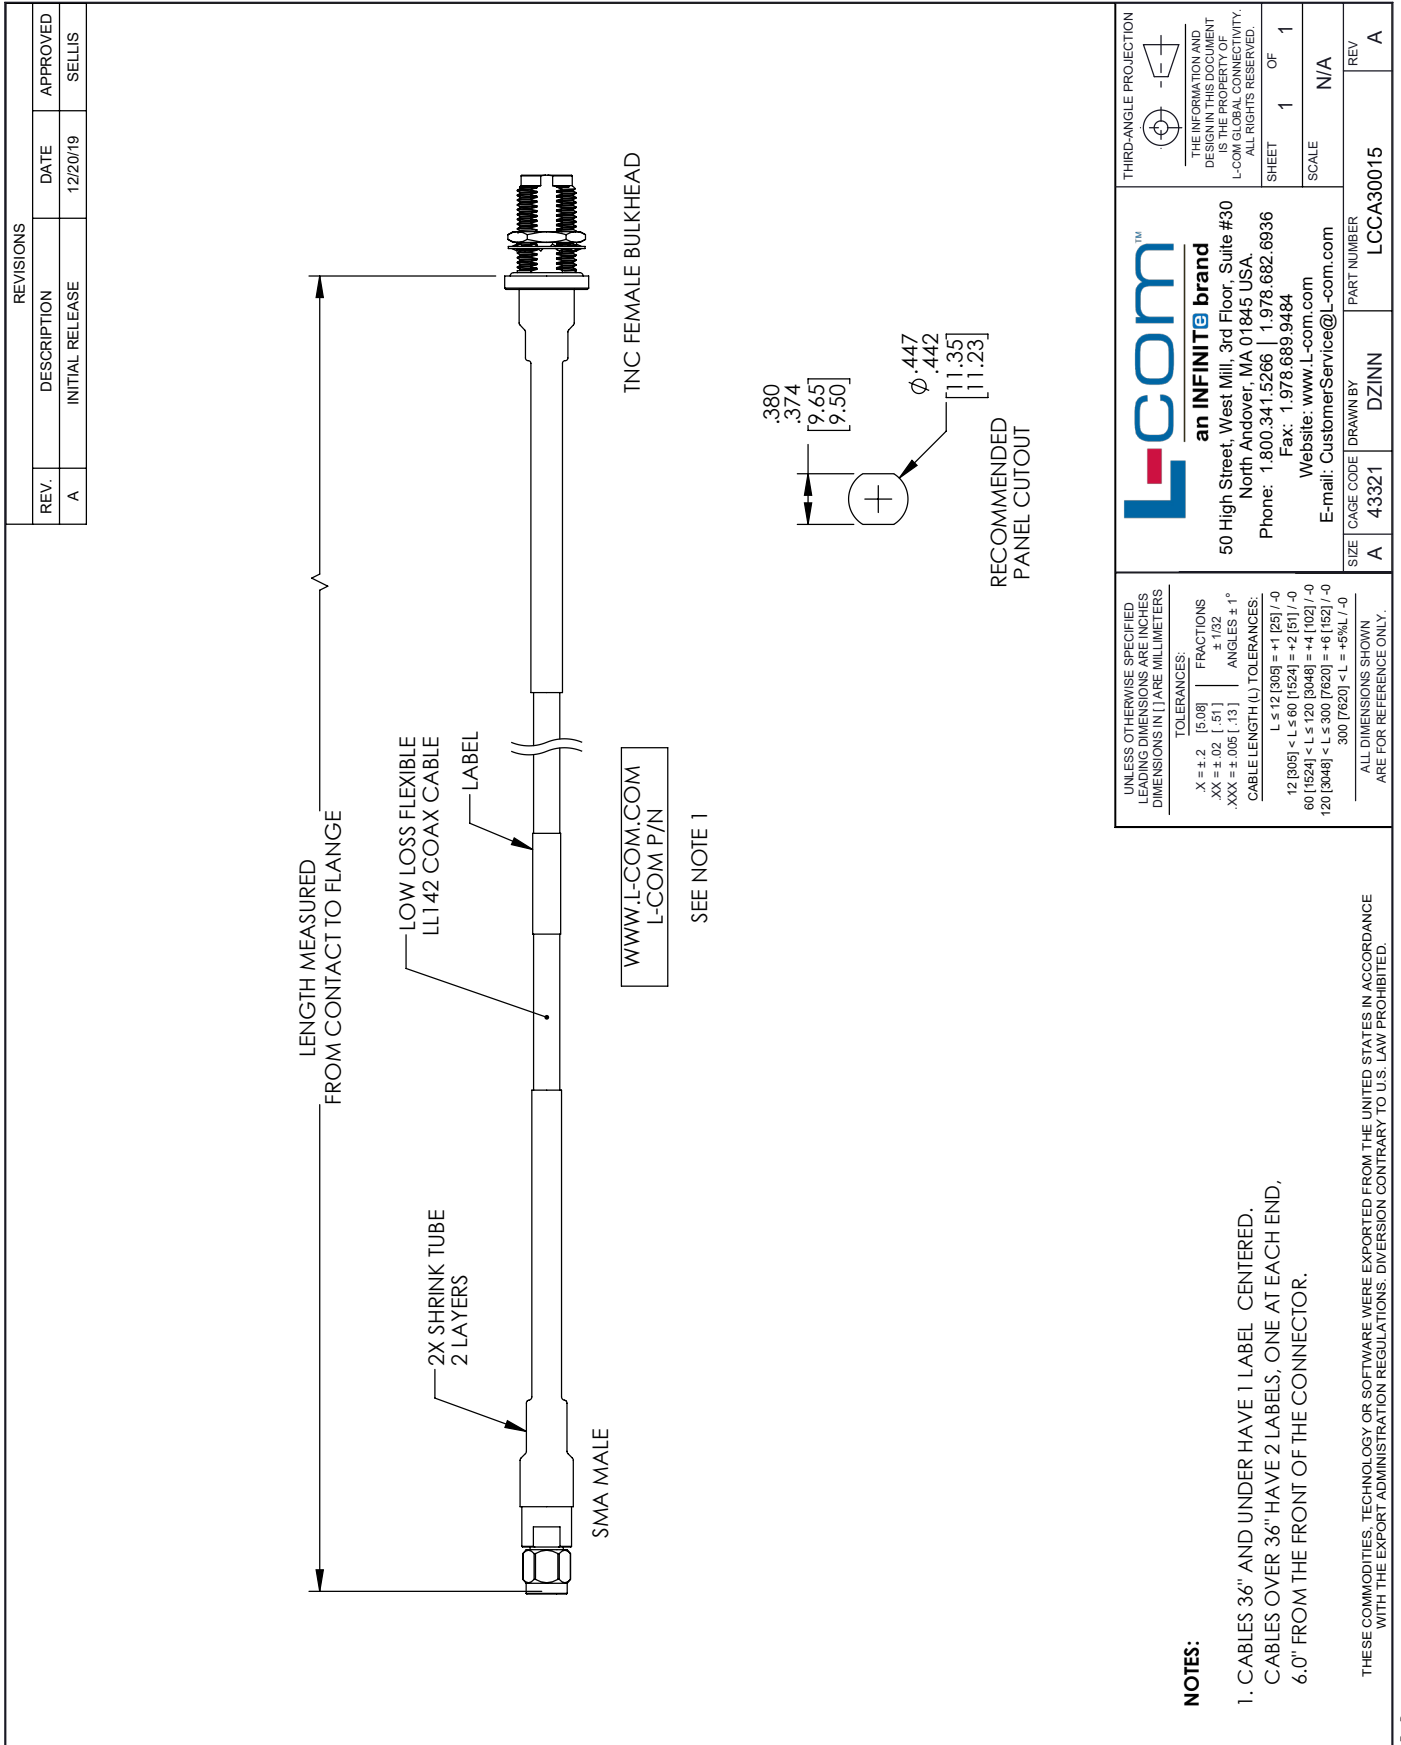 REVISIONS
REV.
DESCRIPTION
DATE
APPROVED
A
INITIAL RELEASE
12/20/19
SELLIS
LENGTH MEASURED
FROM CONTACT TO FLANGE
2X SHRINK TUBE
2 LAYERS
LOW LOSS FLEXIBLE
LL142 COAX CABLE
LABEL
SMA MALE
TNC FEMALE BULKHEAD
WWW.L-COM.COM
L-COM P/N
SEE NOTE 1
.380
.374
[9.65]
[9.50]
Ø .447
.442
[11.35]
[11.23]
RECOMMENDED
PANEL CUTOUT
NOTES:
1. CABLES 36" AND UNDER HAVE 1 LABEL CENTERED.
CABLES OVER 36" HAVE 2 LABELS, ONE AT EACH END,
6.0" FROM THE FRONT OF THE CONNECTOR.
THESE COMMODITIES, TECHNOLOGY OR SOFTWARE WERE EXPORTED FROM THE UNITED STATES IN ACCORDANCE
WITH THE EXPORT ADMINISTRATION REGULATIONS. DIVERSION CONTRARY TO U.S. LAW PROHIBITED.
UNLESS OTHERWISE SPECIFIED
LEADING DIMENSIONS ARE INCHES
DIMENSIONS IN [ ] ARE MILLIMETERS
TOLERANCES:
.X = ± .2 [5.08]
.XX = ± .02 [ .51 ]
.XXX = ± .005 [ .13 ]
FRACTIONS
± 1/32
ANGLES ± 1°
CABLE LENGTH (L) TOLERANCES:
L ≤ 12 [305] = +1 [25] / -0
12 [305] < L ≤ 60 [1524] = +2 [51] / -0
60 [1524] < L ≤ 120 [3048] = +4 [102] / -0
120 [3048] < L ≤ 300 [7620] = +6 [152] / -0
300 [7620] < L = +5%L / -0
ALL DIMENSIONS SHOWN
ARE FOR REFERENCE ONLY.
L-com™
an INFINIT® brand
50 High Street, West Mill, 3rd Floor, Suite #30
North Andover, MA 01845 USA.
Phone: 1.800.341.5266 | 1.978.682.6936
Fax: 1.978.689.9484
Website: www.L-com.com
E-mail: CustomerService@L-com.com
THIRD-ANGLE PROJECTION
THE INFORMATION AND
DESIGN IN THIS DOCUMENT
IS THE PROPERTY OF
L-COM GLOBAL CONNECTIVITY.
ALL RIGHTS RESERVED.
SHEET
1 OF 1
SCALE
N/A
SIZE
A
CAGE CODE
43321
DRAWN BY
DZINN
PART NUMBER
LCCA30015
REV
A